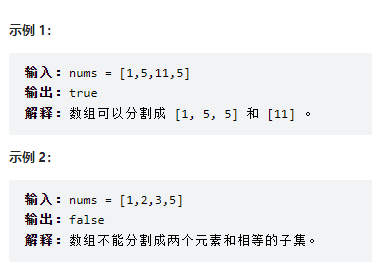 示例 1：
输入：nums = [1,5,11,5]
输出：true
解释：数组可以分割成 [1, 5, 5] 和 [11] 。
示例 2：
输入：nums = [1,2,3,5]
输出：false
解释：数组不能分割成两个元素和相等的子集。